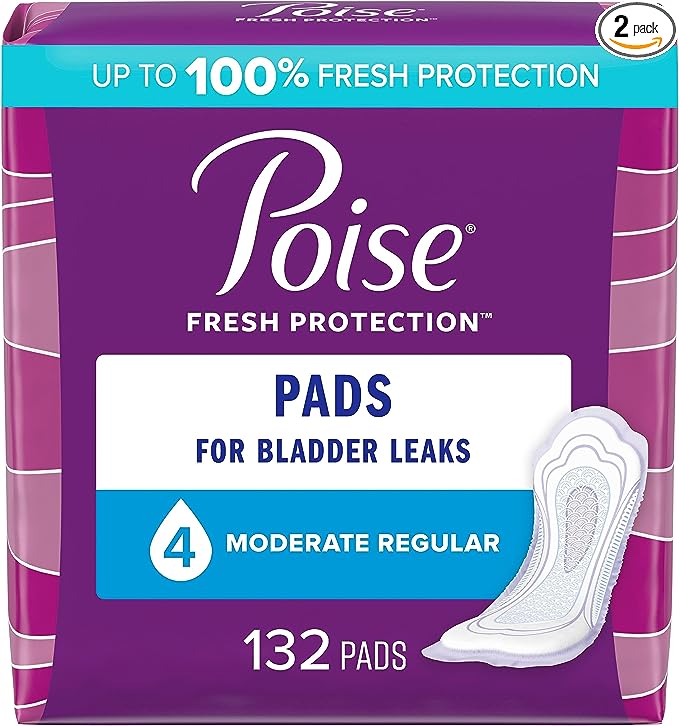 2 pack
UP TO 100% FRESH PROTECTION
Poise®
FRESH PROTECTION™
PADS
FOR BLADDER LEAKS
4 MODERATE REGULAR
132 PADS